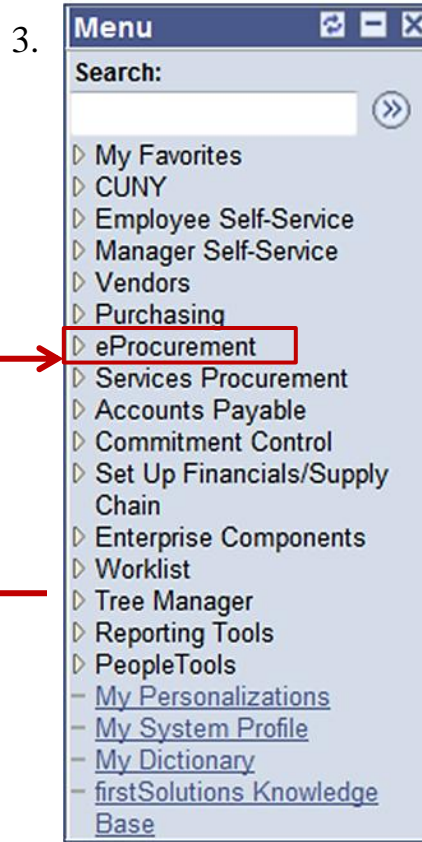 3.
Menu
Search:
My Favorites
CUNY
Employee Self-Service
Manager Self-Service
Vendors
Purchasing
eProcurement
Services Procurement
Accounts Payable
Commitment Control
Set Up Financials/Supply
Chain
Enterprise Components
Worklist
Tree Manager
Reporting Tools
PeopleTools
My Personalizations
My System Profile
My Dictionary
firstSolutions Knowledge
Base